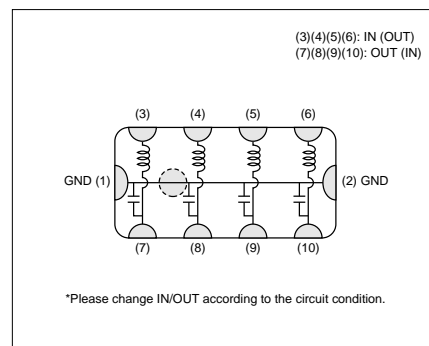 (3)(4)(5)(6): IN (OUT)
(7)(8)(9)(10): OUT (IN)
(3) (4) (5) (6)
GND (1) (2) GND
(7) (8) (9) (10)
*Please change IN/OUT according to the circuit condition.